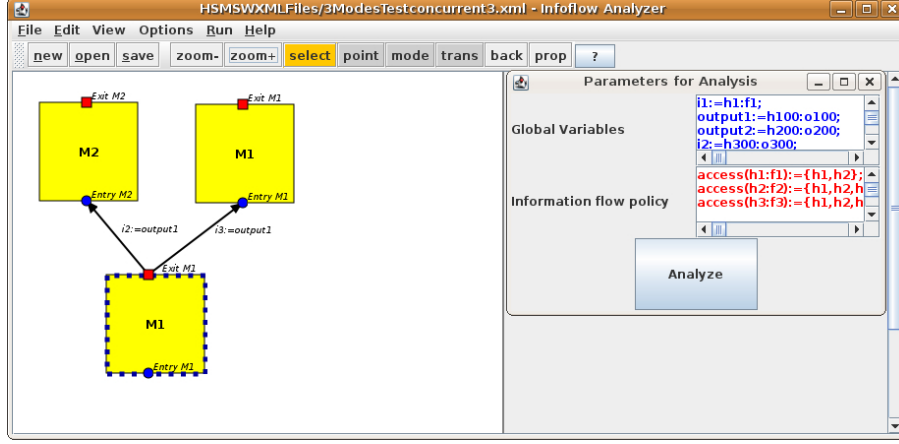 HSMSWXMLFiles/3ModesTestconcurrent3.xml - Infoflow Analyzer
File Edit View Options Run Help
new open save zoom- zoom+ select point mode trans back prop ?
Exit M2
M2
Entry M2
Exit M1
M1
Entry M1
i2:=output1
i3:=output1
Exit M1
M1
Entry M1
Parameters for Analysis
Global Variables
i1:=h1:f1;
output1:=h100:o100;
output2:=h200:o200;
i2:=h300:o300;
Information flow policy
access(h1:f1):={h1,h2};
access(h2:f2):={h1,h2,h
access(h3:f3):={h1,h2,h
Analyze